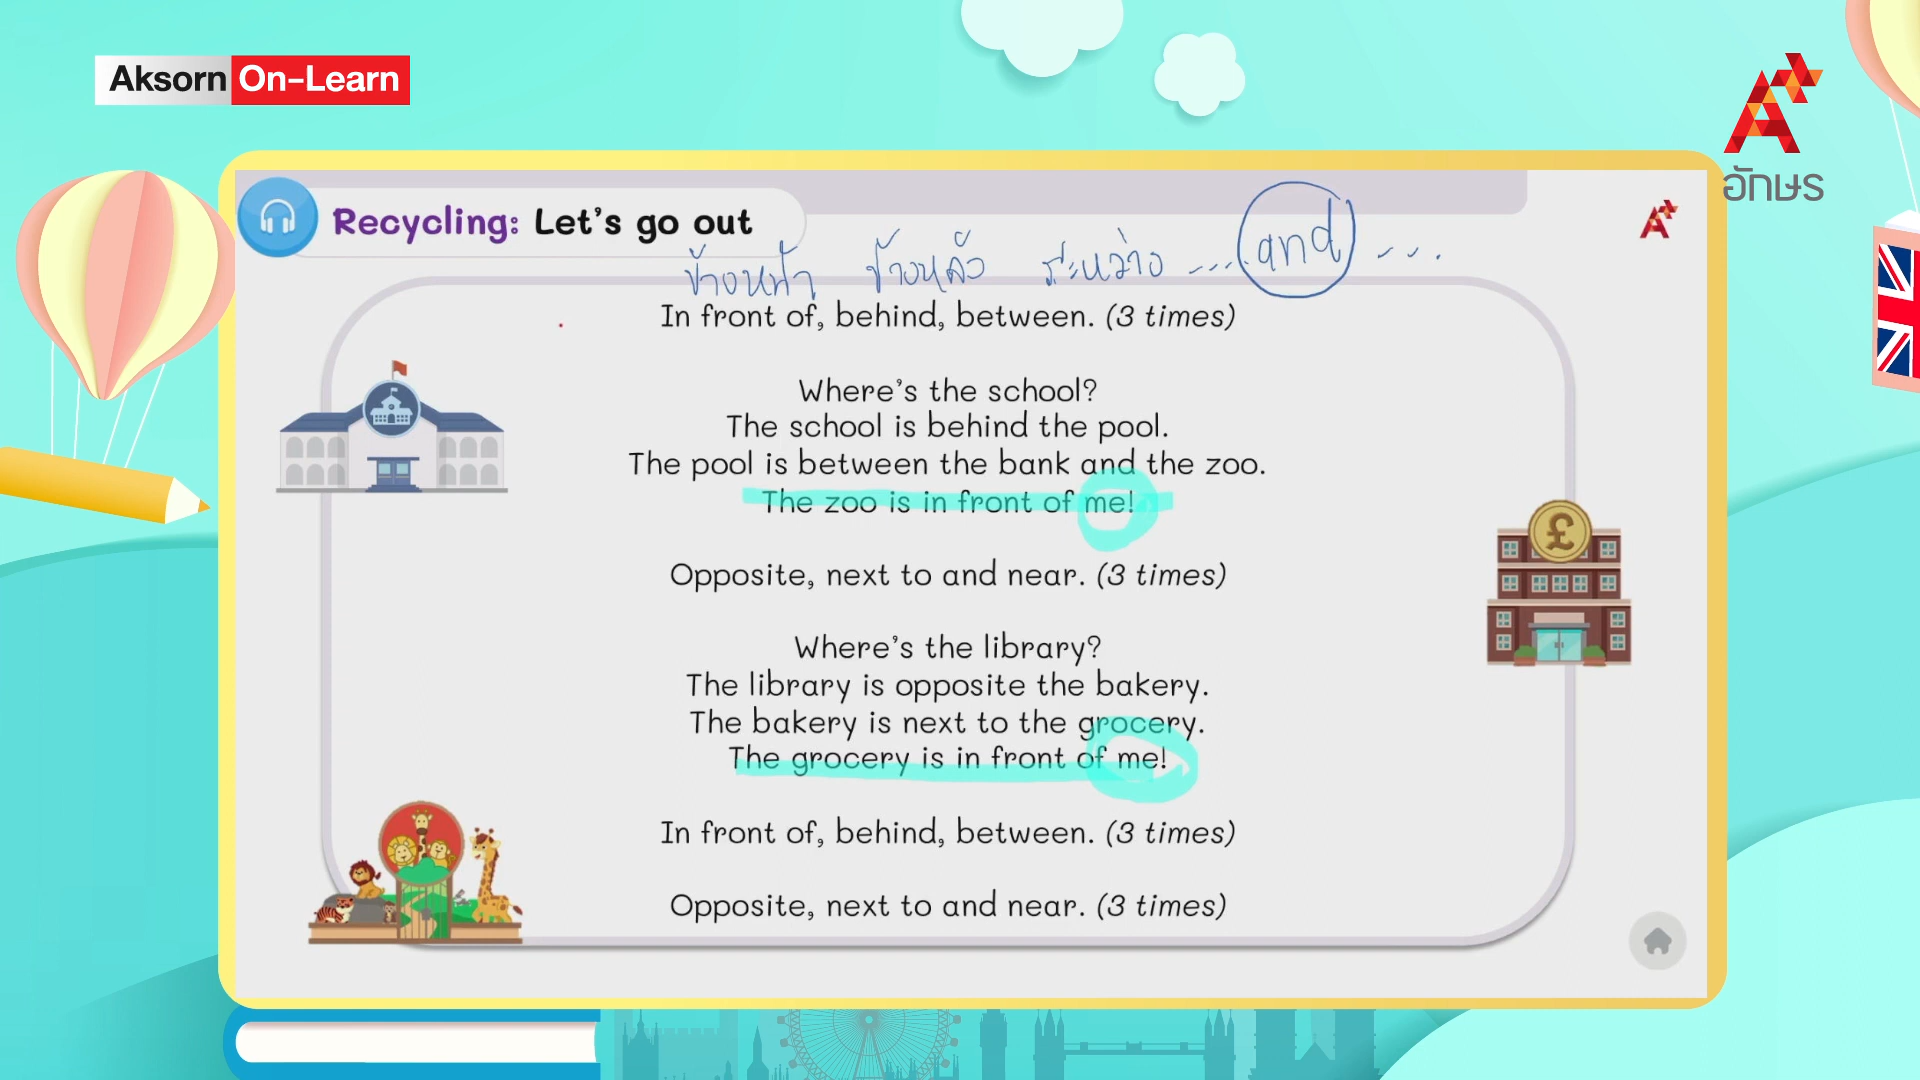 Aksorn On-Learn
อักษร
Recycling: Let's go out
ข้างหน้า ข้างหลัง ระหว่าง .... and ....
In front of, behind, between. (3 times)
Where's the school?
The school is behind the pool.
The pool is between the bank and the zoo.
The zoo is in front of me!
Opposite, next to and near. (3 times)
Where's the library?
The library is opposite the bakery.
The bakery is next to the grocery.
The grocery is in front of me!
In front of, behind, between. (3 times)
Opposite, next to and near. (3 times)
£